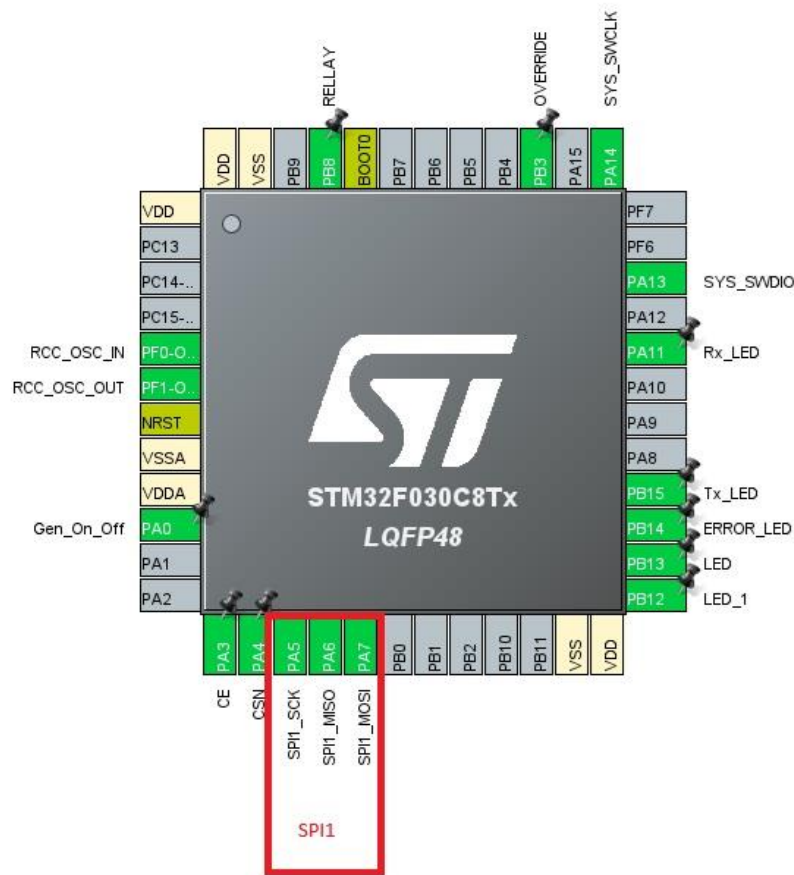 RELLAY
OVERRIDE
SYS_SWCLK
VDD
VSS
PB9
PB8
BOOT0
PB7
PB6
PB5
PB4
PB3
PA15
PA14
VDD
PC13
PC14-..
PC15-..
RCC_OSC_IN PF0-O..
RCC_OSC_OUT PF1-O..
NRST
VSSA
VDDA
Gen_On_Off PA0
PA1
PA2
PF7
PF6
PA13 SYS_SWDIO
PA12
PA11 Rx_LED
PA10
PA9
PA8
PB15 Tx_LED
PB14 ERROR_LED
PB13 LED
PB12 LED_1
ST
STM32F030C8Tx
LQFP48
PA3
PA4
PA5
PA6
PA7
PB0
PB1
PB2
PB10
PB11
VSS
VDD
CE
CSN
SPI1_SCK
SPI1_MISO
SPI1_MOSI
SPI1